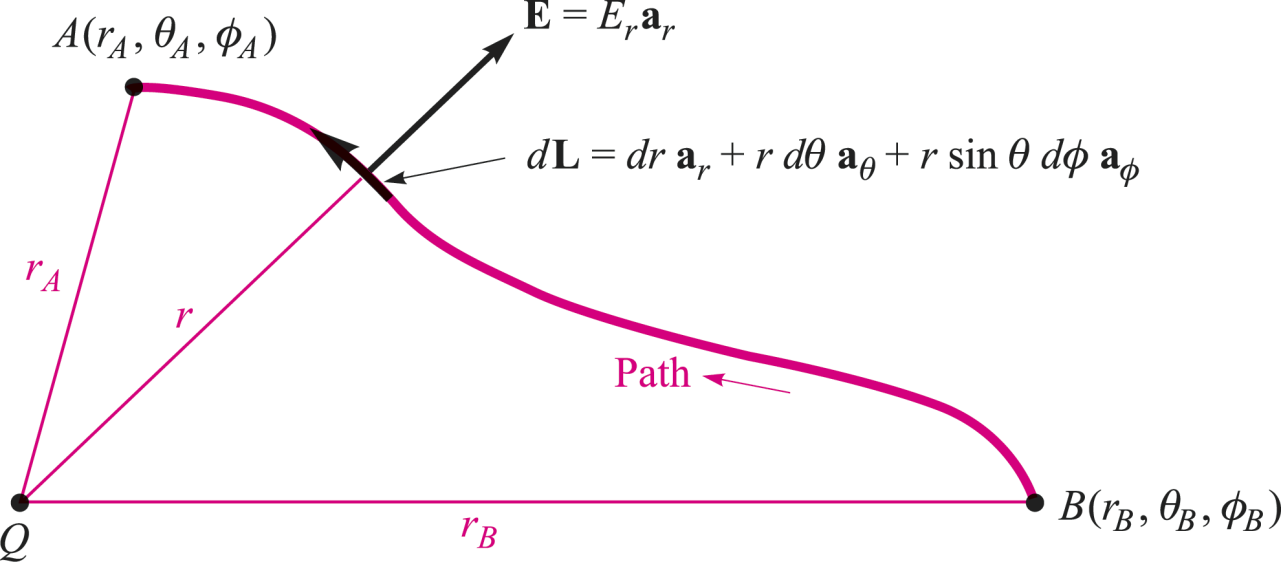 E = E_r a_r
A(r_A, θ_A, ϕ_A)
dL = dr a_r + r dθ a_θ + r sin θ dϕ a_ϕ
r_A
r
Path
Q
r_B
B(r_B, θ_B, ϕ_B)